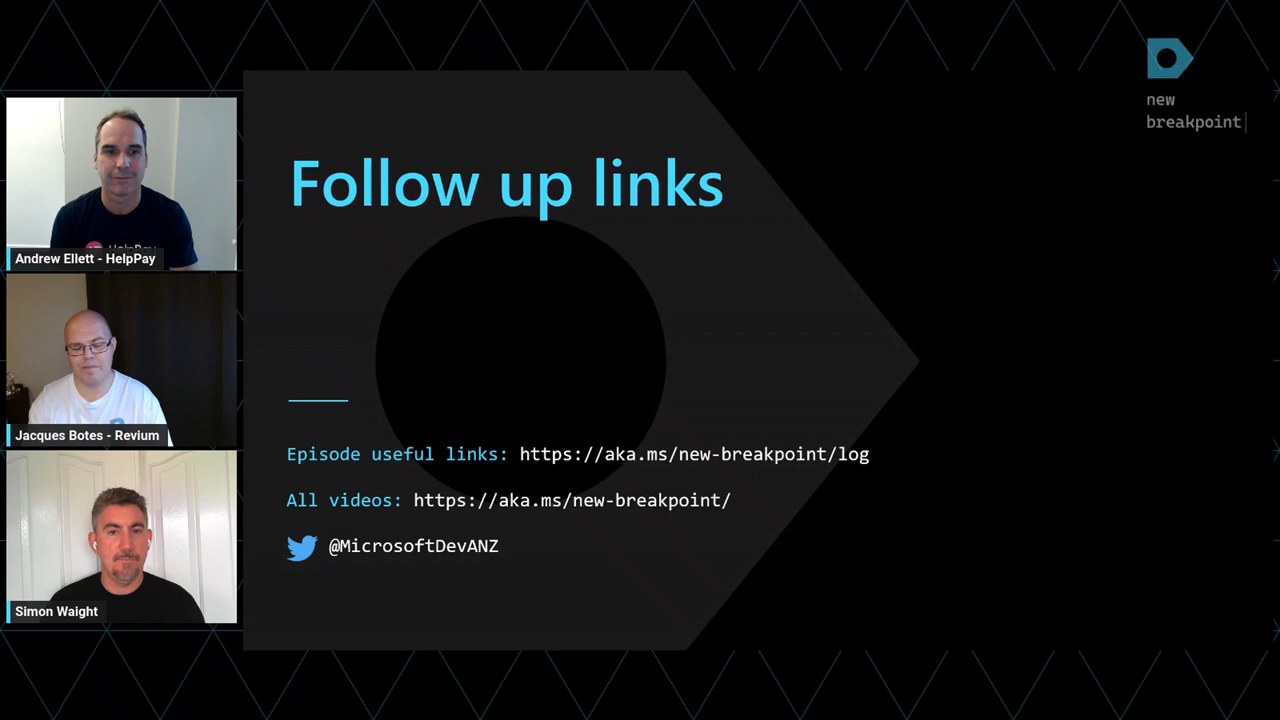 new
breakpoint
Follow up links
Andrew Ellett - HelpPay
Jacques Botes - Revium
Episode useful links: https://aka.ms/new-breakpoint/log
All videos: https://aka.ms/new-breakpoint/
@MicrosoftDevANZ
Simon Waight